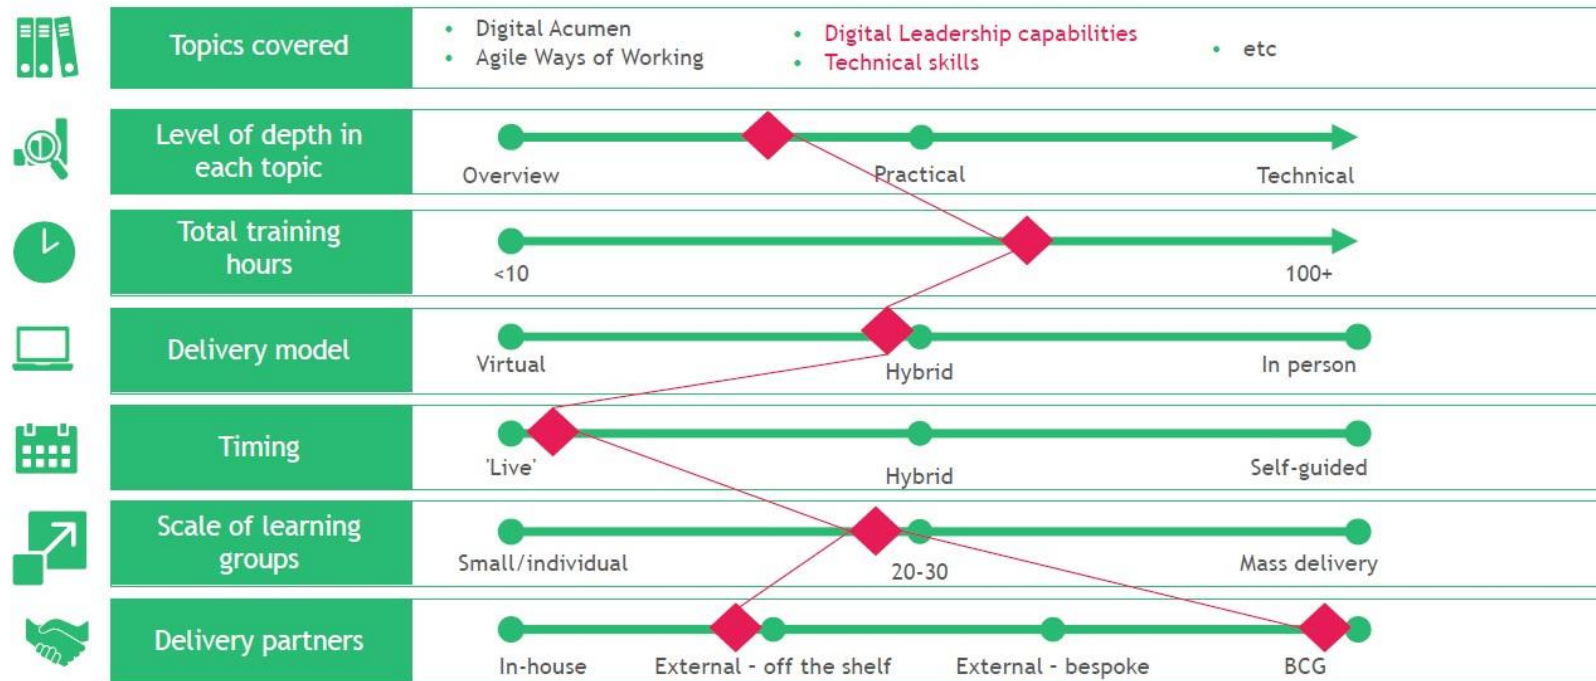 Topics covered
• Digital Acumen
• Agile Ways of Working
• Digital Leadership capabilities
• Technical skills
• etc
Level of depth in
each topic
Overview
Practical
Technical
Total training
hours
<10
100+
Delivery model
Virtual
Hybrid
In person
Timing
'Live'
Hybrid
Self-guided
Scale of learning
groups
Small/individual
20-30
Mass delivery
Delivery partners
In-house
External - off the shelf
External - bespoke
BCG